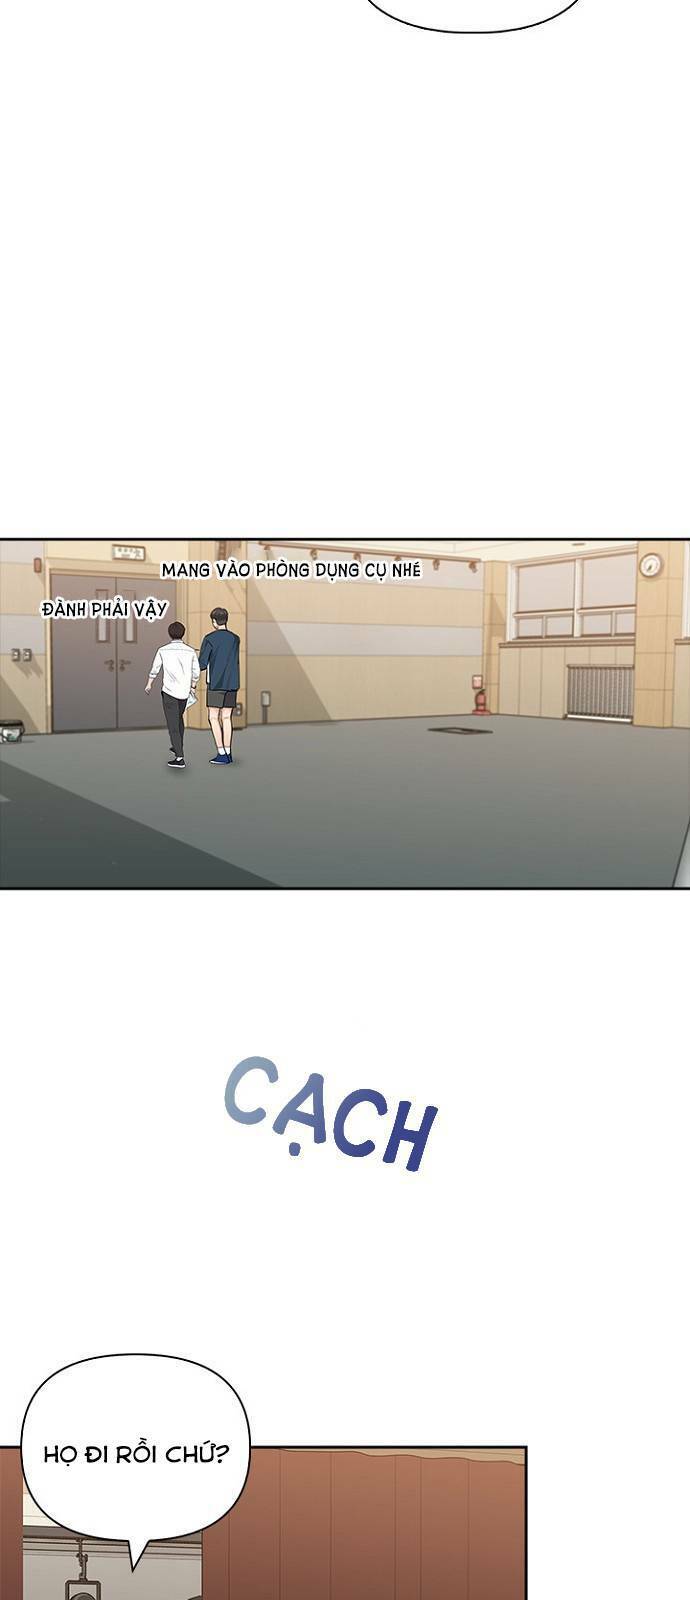 MANG VÀO PHÒNG DỤNG CỤ NHÉ
ĐÀNH PHẢI VẬY
CẠCH
HỌ ĐI RỒI CHỨ?